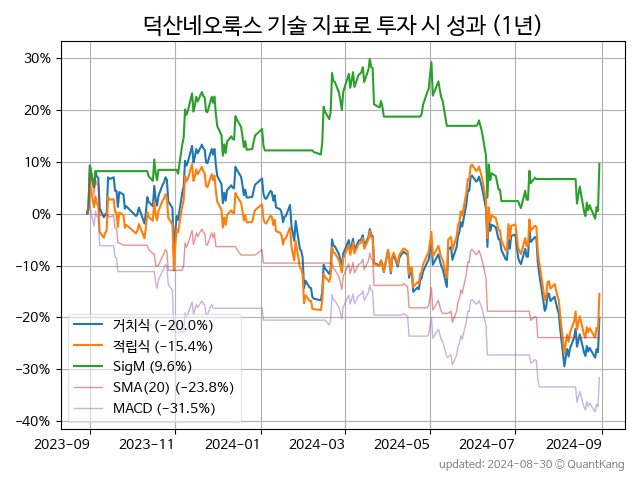 덕산네오룩스 기술 지표로 투자 시 성과 (1년)
30%
20%
10%
0%
−10%
−20%
−30%
−40%
거치식 (−20.0%)
적립식 (−15.4%)
SigM (9.6%)
SMA(20) (−23.8%)
MACD (−31.5%)
2023−09 2023−11 2024−01 2024−03 2024−05 2024−07 2024−09
updated: 2024−08−30 © QuantKang